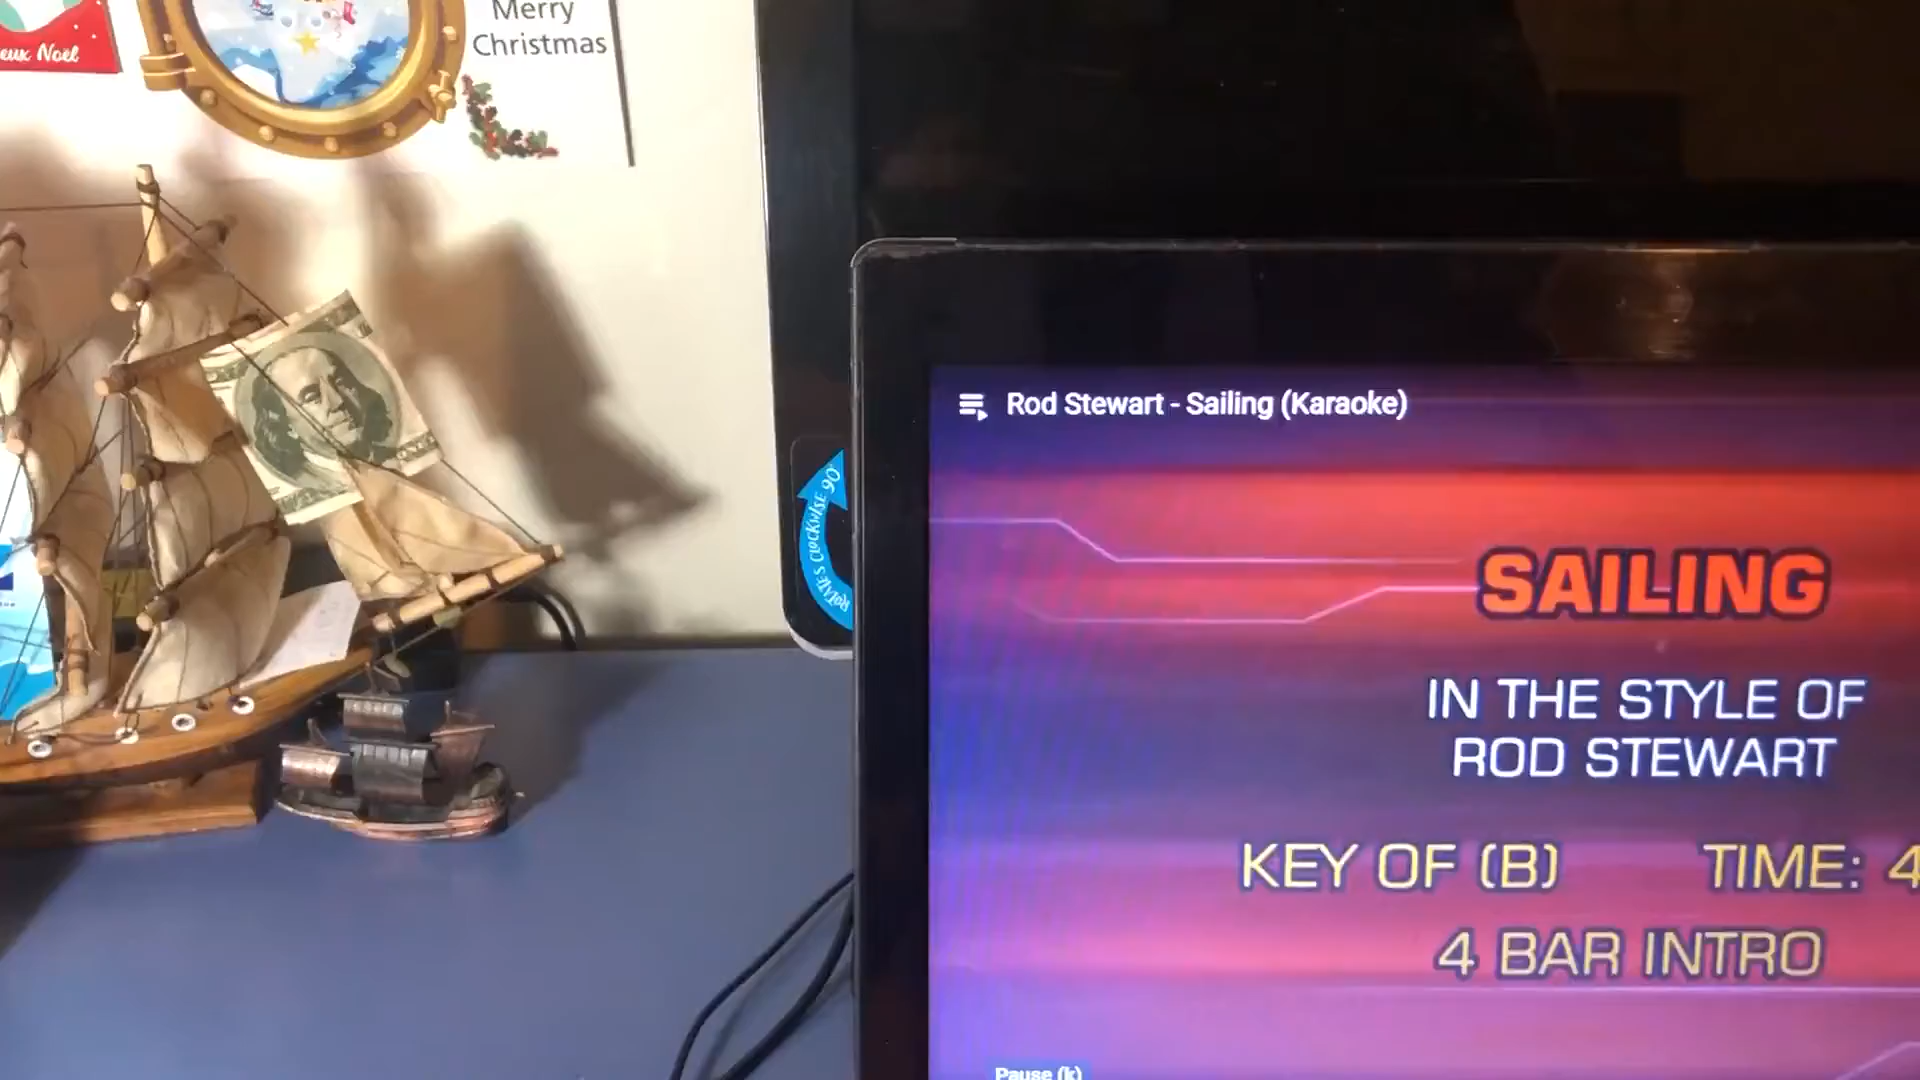 eux Noël
Merry
Christmas
ROTATES CLOCKWISE 90°
Rod Stewart - Sailing (Karaoke)
SAILING
IN THE STYLE OF
ROD STEWART
KEY OF (B)
TIME: 4
4 BAR INTRO
Pause (k)